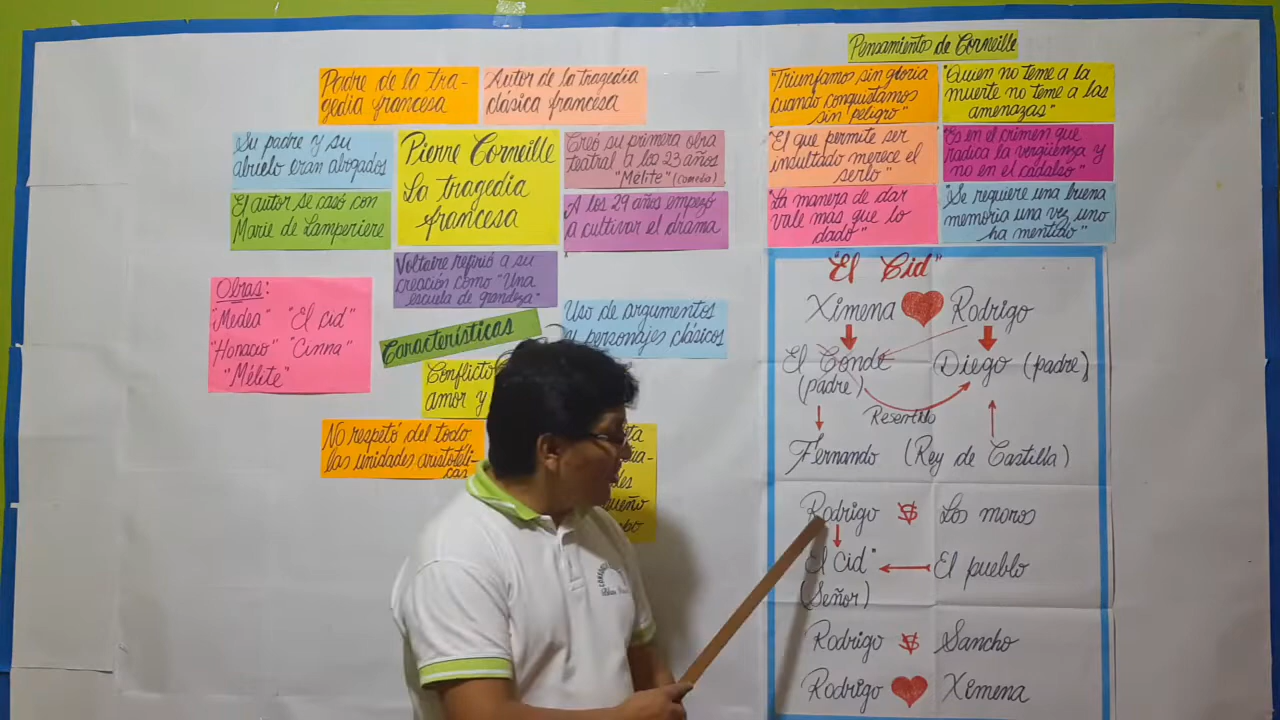 Padre de la tra-
gedia francesa
Autor de la tragedia
clásica francesa
Su padre y su
abuelo eran abogados
Pierre Corneille
La tragedia
francesa
Creó su primera obra
teatral a los 23 años
"Mélite" (comedia)
El autor se casó con
Marie de Lamperiere
A los 29 años empezó
a cultivar el drama
Voltaire refirió a su
creación como "Una
escuela de grandeza"
Obras:
"Medea" "El cid"
"Horacio" "Cinna"
"Mélite"
Características
Uso de argumentos
y personajes clásicos
Conflicto
amor y
No respetó del todo
las unidades aristotéli-
cas
Pensamiento de Corneille
"Triunfamos sin gloria
cuando conquistamos
sin peligro"
"Quien no teme a la
muerte no teme a las
amenazas"
"El que permite ser
indultado merece el
serlo"
"Es en el crimen que
radica la vergüenza y
no en el cadalso"
"La manera de dar
vale más que lo
dado"
"Se requiere una buena
memoria una vez uno
ha mentido"
"El Cid"
Ximena Rodrigo
El Conde Diego (padre)
(padre)
Resentido
Fernando (Rey de Castilla)
Rodrigo VS Los moros
El Cid" El pueblo
(Señor)
Rodrigo VS Sancho
Rodrigo Ximena